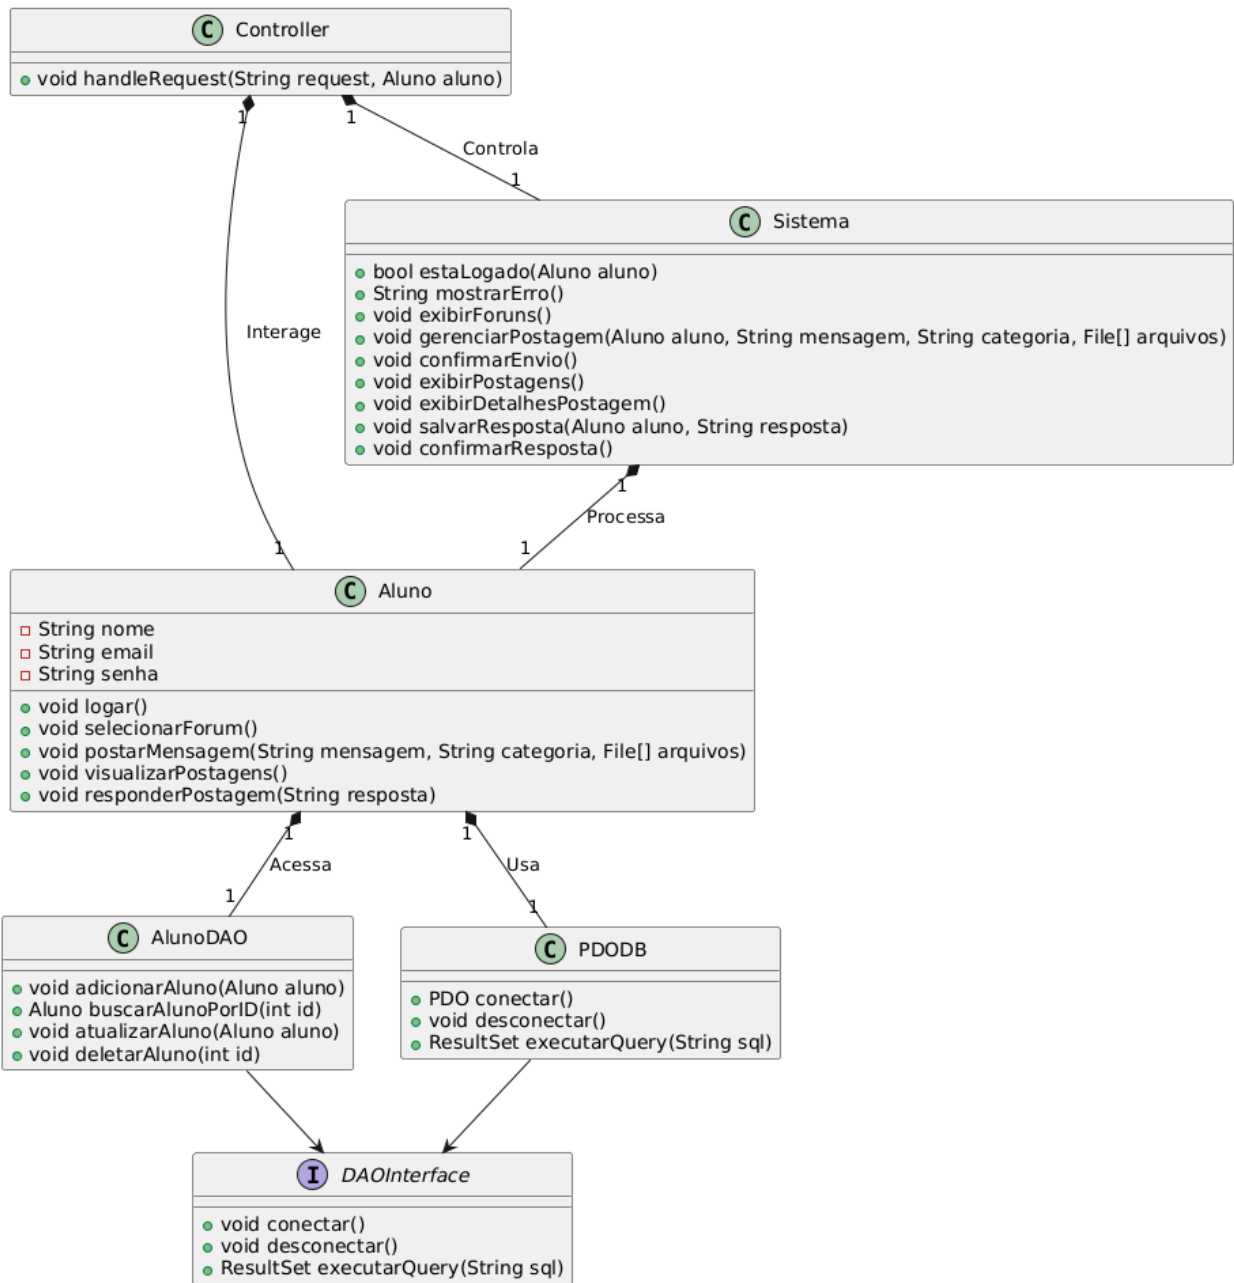 C Controller
void handleRequest(String request, Aluno aluno)
1
1
Controla
1
C Sistema
bool estaLogado(Aluno aluno)
String mostrarErro()
void exibirForuns()
void gerenciarPostagem(Aluno aluno, String mensagem, String categoria, File[] arquivos)
void confirmarEnvio()
void exibirPostagens()
void exibirDetalhesPostagem()
void salvarResposta(Aluno aluno, String resposta)
void confirmarResposta()
Interage
1
Processa
1
1
C Aluno
String nome
String email
String senha
void logar()
void selecionarForum()
void postarMensagem(String mensagem, String categoria, File[] arquivos)
void visualizarPostagens()
void responderPostagem(String resposta)
1
1
Acessa
Usa
1
1
C AlunoDAO
void adicionarAluno(Aluno aluno)
Aluno buscarAlunoPorID(int id)
void atualizarAluno(Aluno aluno)
void deletarAluno(int id)
C PDODB
PDO conectar()
void desconectar()
ResultSet executarQuery(String sql)
I DAOInterface
void conectar()
void desconectar()
ResultSet executarQuery(String sql)